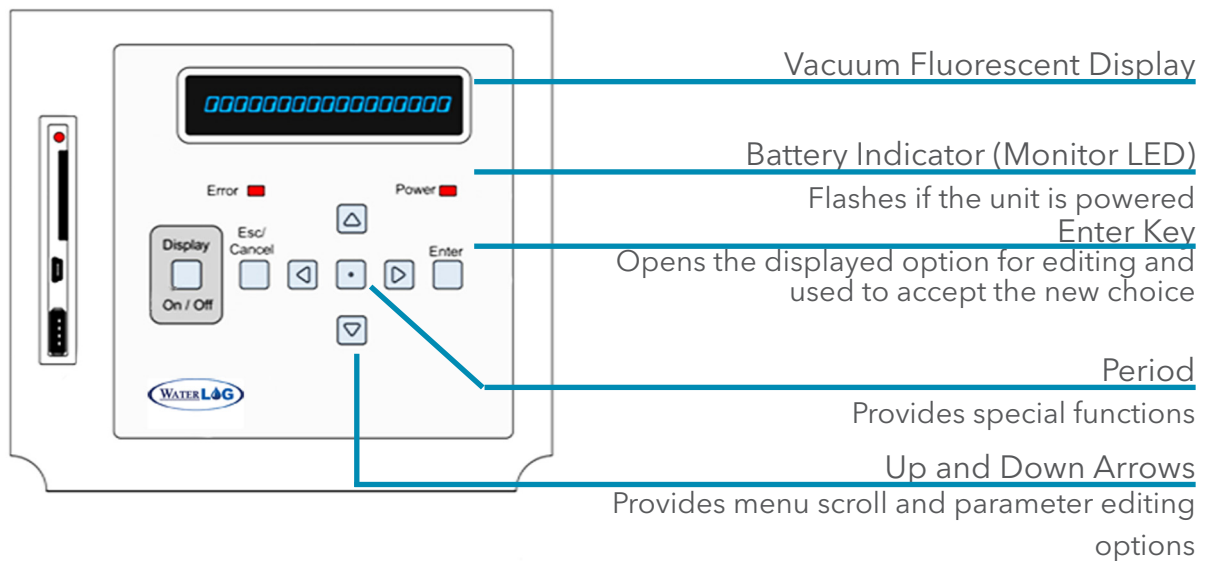 00000000000000000
Vacuum Fluorescent Display
Battery Indicator (Monitor LED)
Flashes if the unit is powered
Enter Key
Opens the displayed option for editing and
used to accept the new choice
Period
Provides special functions
Up and Down Arrows
Provides menu scroll and parameter editing
options
Error
Power
Display
On / Off
Esc/
Cancel
Enter
WATERLOG